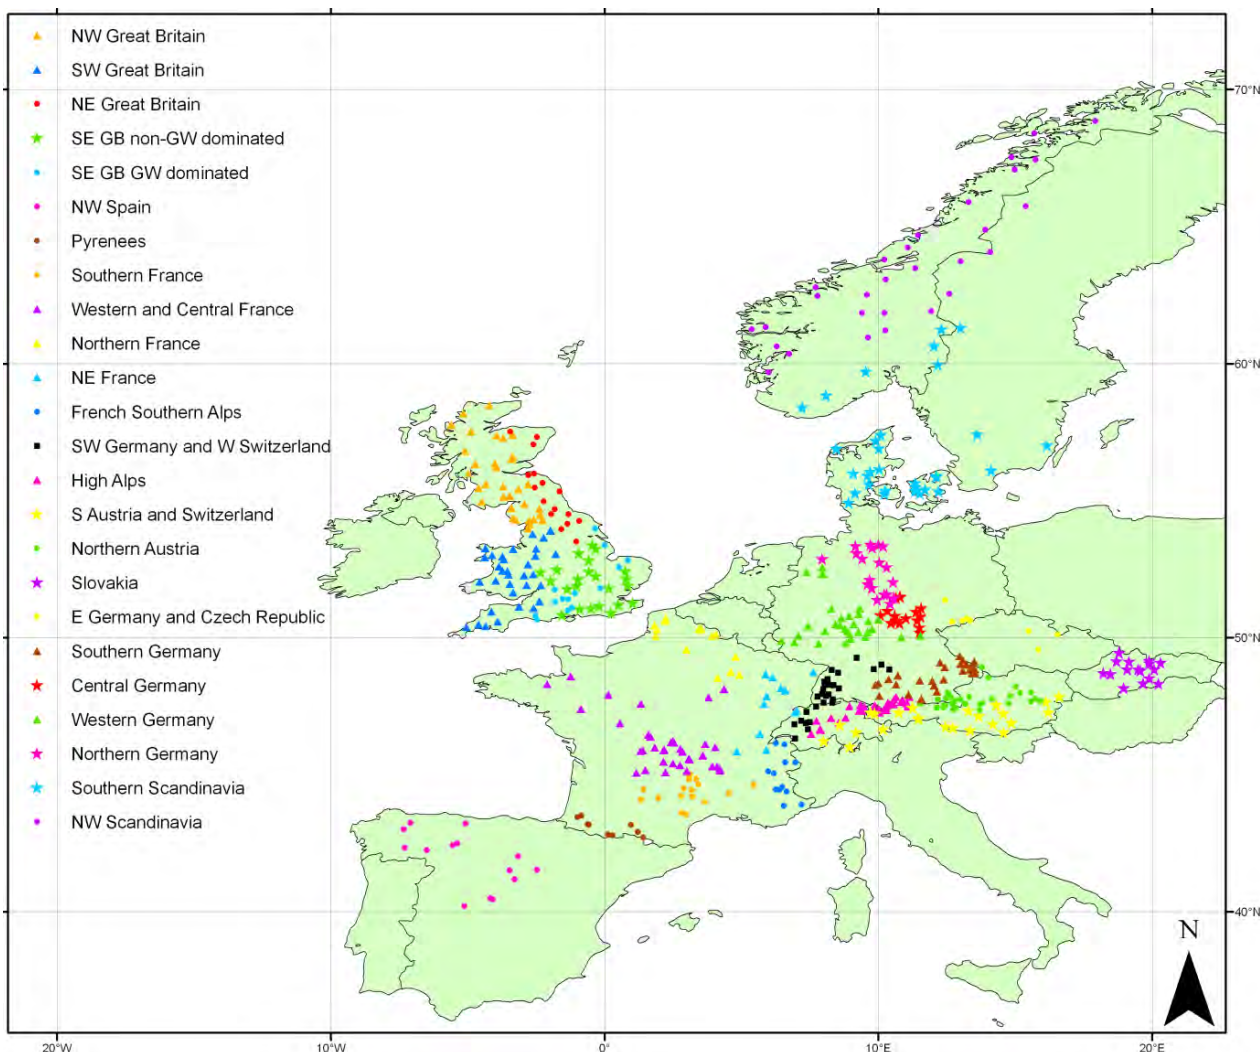 NW Great Britain
SW Great Britain
NE Great Britain
SE GB non-GW dominated
SE GB GW dominated
NW Spain
Pyrenees
Southern France
Western and Central France
Northern France
NE France
French Southern Alps
SW Germany and W Switzerland
High Alps
S Austria and Switzerland
Northern Austria
Slovakia
E Germany and Czech Republic
Southern Germany
Central Germany
Western Germany
Northern Germany
Southern Scandinavia
NW Scandinavia
70°N
60°N
50°N
40°N
N
20°W
10°W
0°
10°E
20°E